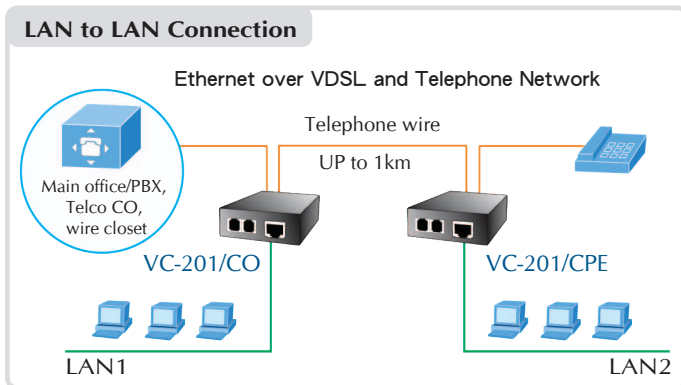 LAN to LAN Connection
Ethernet over VDSL and Telephone Network
Telephone wire
UP to 1km
Main office/PBX,
Telco CO,
wire closet
VC-201/CO
VC-201/CPE
LAN1
LAN2